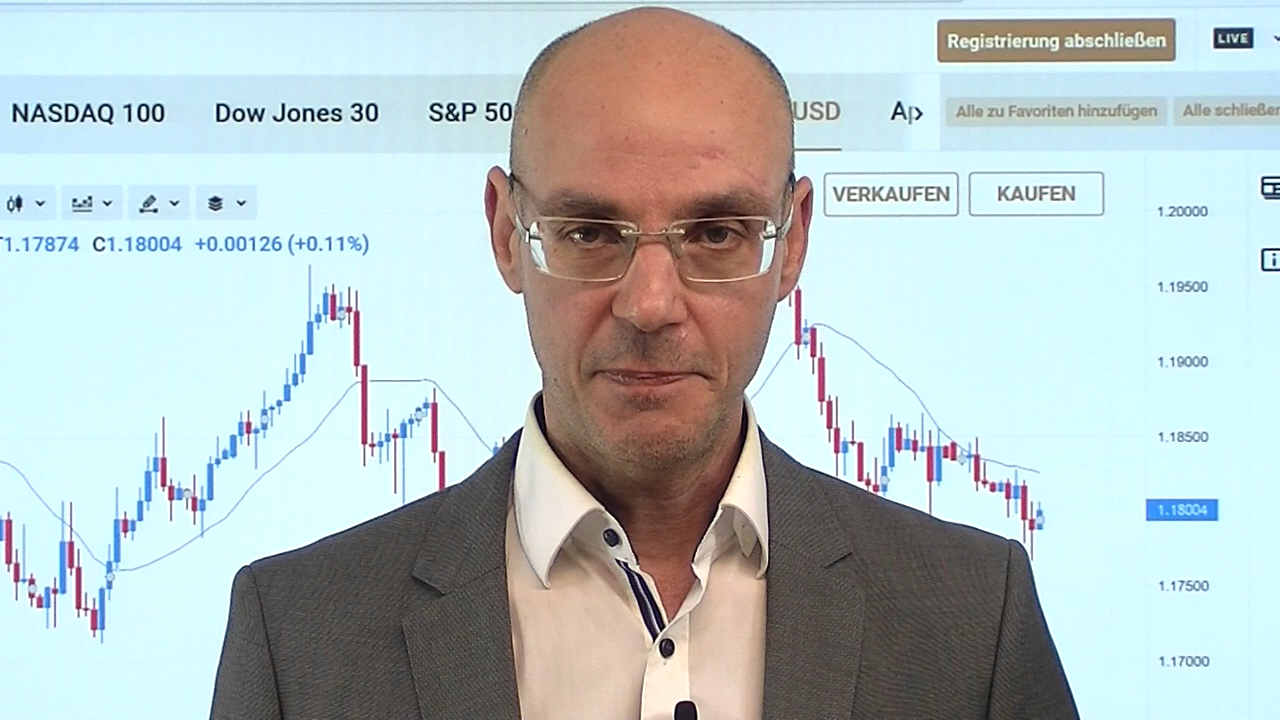 Registrierung abschließen
LIVE
NASDAQ 100
Dow Jones 30
S&P 50
USD
Alle zu Favoriten hinzufügen
Alle schließen
VERKAUFEN
KAUFEN
1.17874 C1.18004 +0.00126 (+0.11%)
1.20000
1.19500
1.19000
1.18500
1.18004
1.17500
1.17000